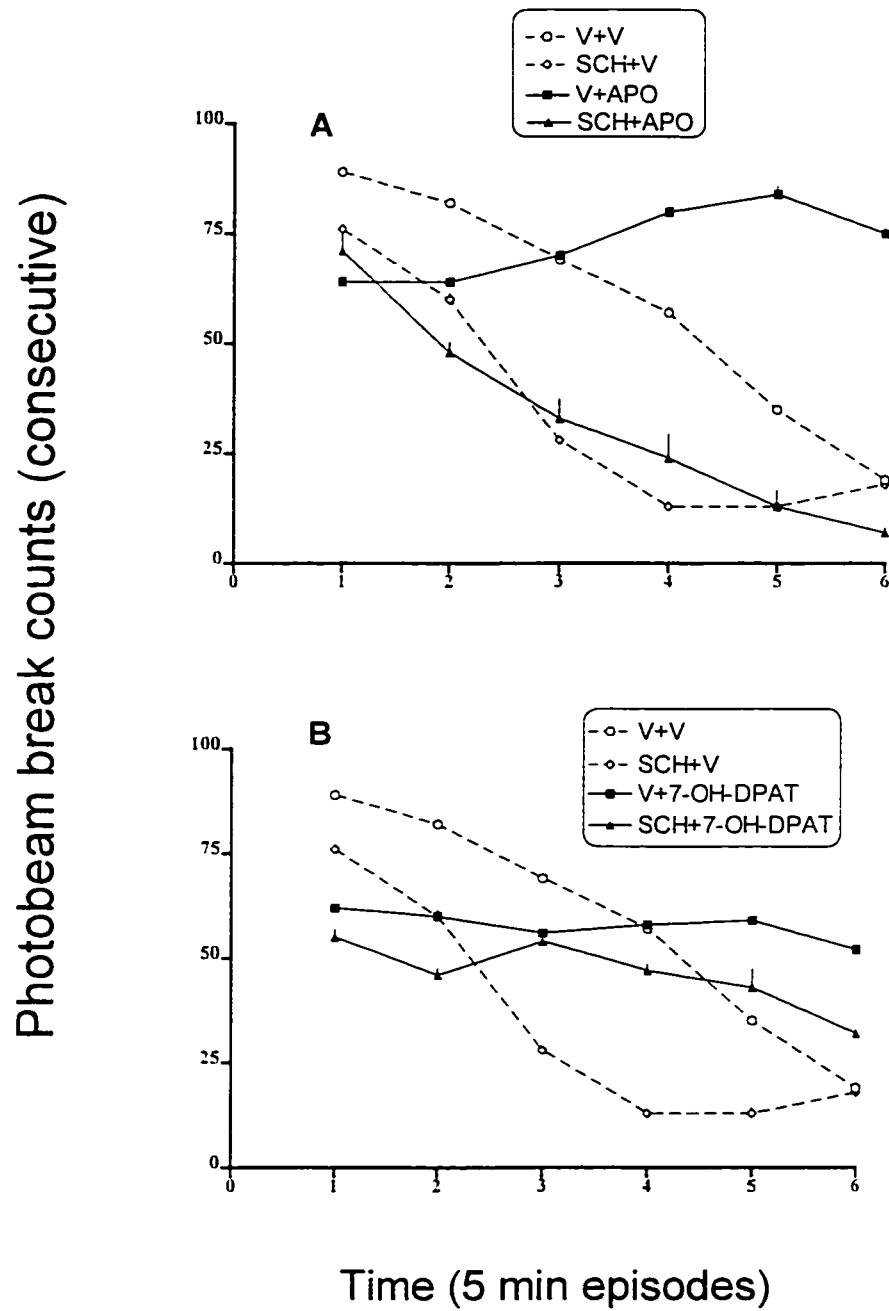 V+V
SCH+V
V+APO
SCH+APO
A
100
75
50
25
0
0 1 2 3 4 5 6
Photobeam break counts (consecutive)
V+V
SCH+V
V+7-OH-DPAT
SCH+7-OH-DPAT
B
100
75
50
25
0
0 1 2 3 4 5 6
Time (5 min episodes)